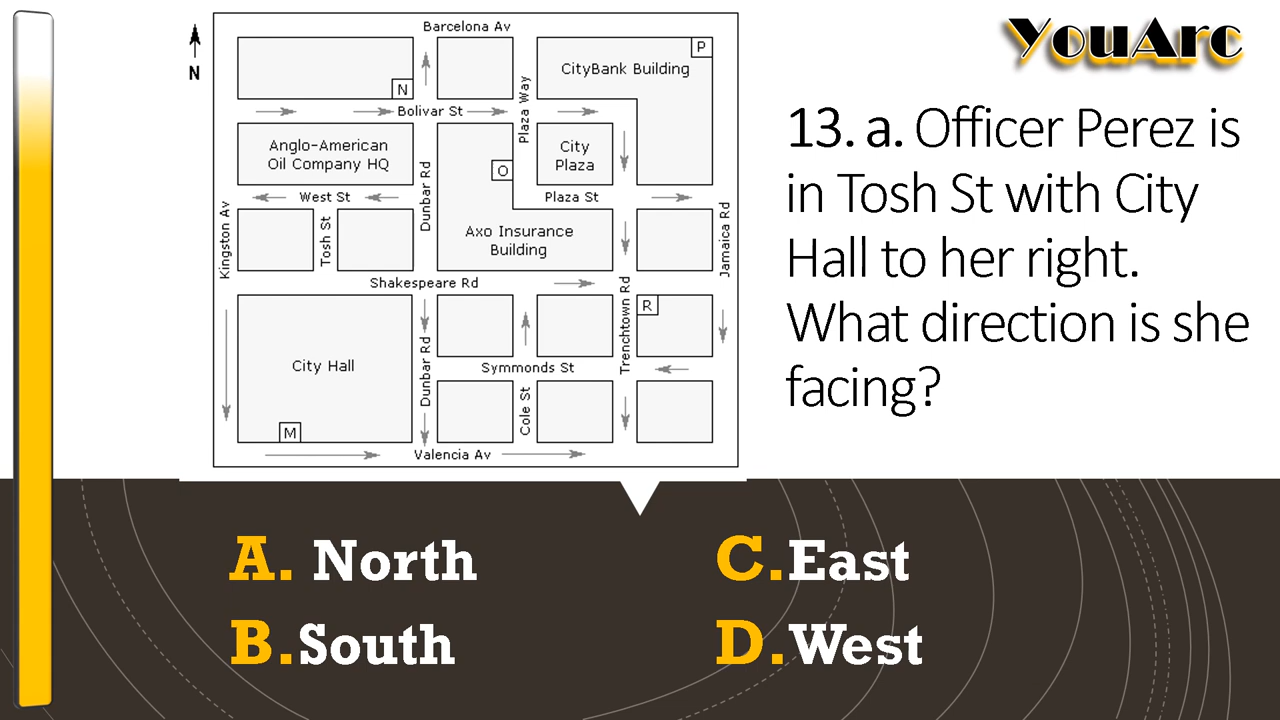 YouArc
Barcelona Av
N
P
CityBank Building
N
Bolivar St
Plaza Way
Anglo-American
Oil Company HQ
City
Plaza
O
Dunbar Rd
West St
Plaza St
Kingston Av
Tosh St
Axo Insurance
Building
Jamaica Rd
Shakespeare Rd
Trenchtown Rd
R
City Hall
Dunbar Rd
Symmonds St
Cole St
M
Valencia Av
13. a. Officer Perez is
in Tosh St with City
Hall to her right.
What direction is she
facing?
A. North
B.South
C.East
D.West